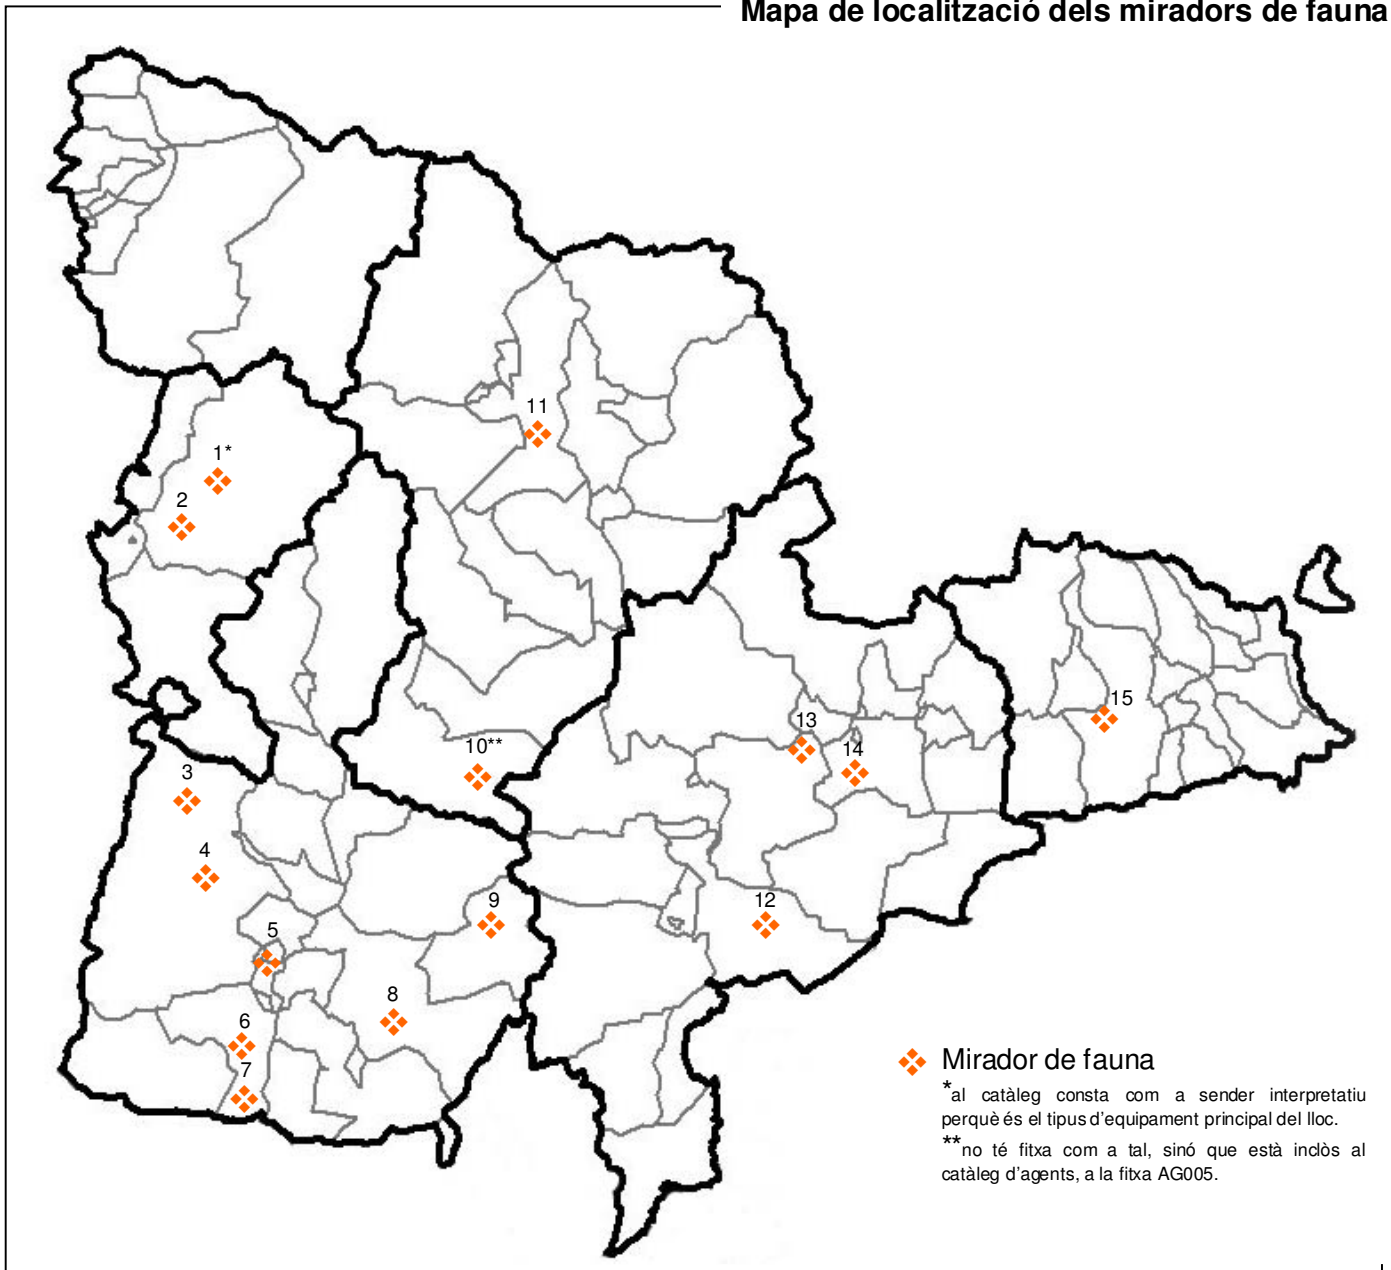 Mapa de localització dels miradors de fauna
11
1*
2
15
13
10**
14
3
4
9
12
5
8
6
7
Mirador de fauna
*al catàleg consta com a sender interpretatiu
perquè és el tipus d'equipament principal del lloc.
**no té fitxa com a tal, sinó que està inclòs al
catàleg d'agents, a la fitxa AG005.